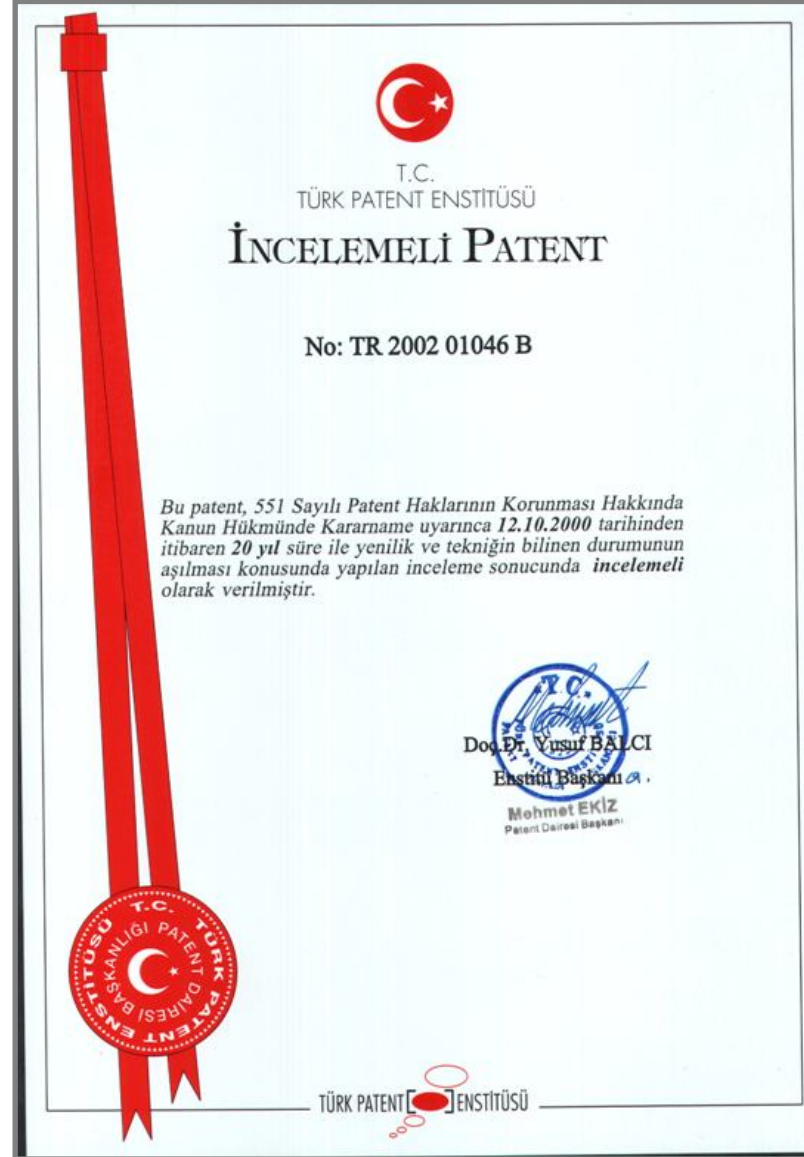 T.C.
TÜRK PATENT ENSTİTÜSÜ
İNCELEMELİ PATENT
No: TR 2002 01046 B
Bu patent, 551 Sayılı Patent Haklarının Korunması Hakkında
Kanun Hükmünde Kararname uyarınca 12.10.2000 tarihinden
itibaren 20 yıl süre ile yenilik ve tekniğin bilinen durumunun
aşılması konusunda yapılan inceleme sonucunda incelemeli
olarak verilmiştir.
T.C.
Doç.Dr. Yusuf BALCI
Enstitü Başkanı a.
Mehmet EKİZ
Patent Dairesi Başkanı
T.C. TÜRK PATENT ENSTİTÜSÜ
PATENT DAİRESİ BAŞKANLIĞI
TÜRK PATENT ENSTİTÜSÜ